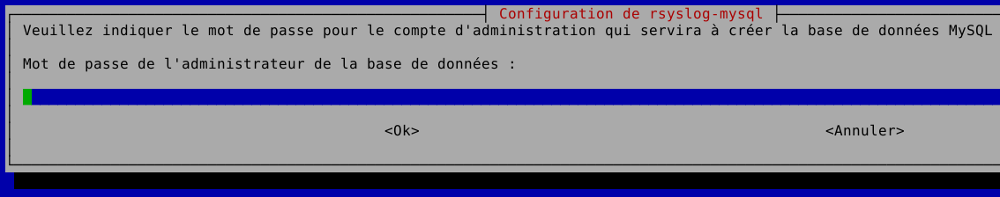 Configuration de rsyslog-mysql
Veuillez indiquer le mot de passe pour le compte d'administration qui servira à créer la base de données MySQL
Mot de passe de l'administrateur de la base de données :
<Ok> <Annuler>